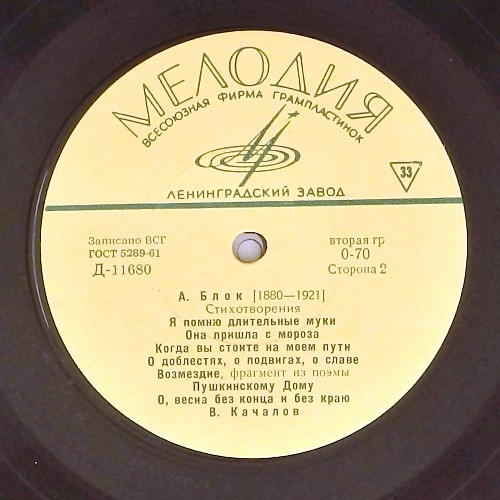 МЕЛОДИЯ
ВСЕСОЮЗНАЯ ФИРМА ГРАМПЛАСТИНОК
33
ЛЕНИНГРАДСКИЙ ЗАВОД
Записано ВСГ
ГОСТ 5289-61
Д-11680
вторая гр
0-70
Сторона 2
А. Блок [1880—1921]
Стихотворения
Я помню длительные муки
Она пришла с мороза
Когда вы стоите на моем пути
О доблестях, о подвигах, о славе
Возмездие, фрагмент из поэмы
Пушкинскому Дому
О, весна без конца и без краю
В. Качалов